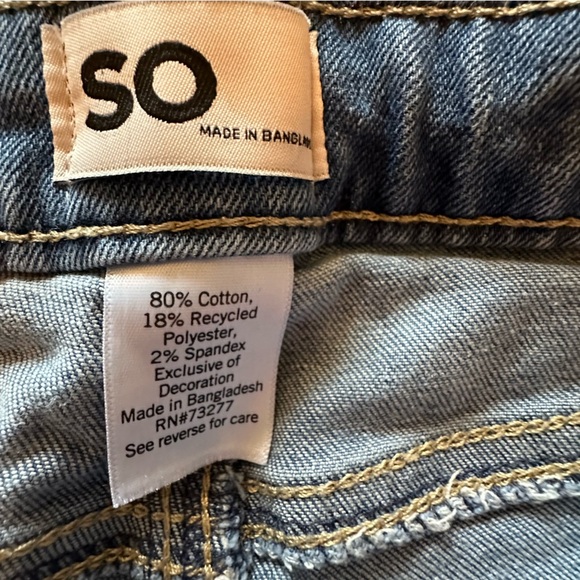 SO
MADE IN
80% Cotton,
18% Recycled
Polyester,
2% Spandex
Exclusive of
Decoration
Made in Bangladesh
RN#73277
See reverse for care